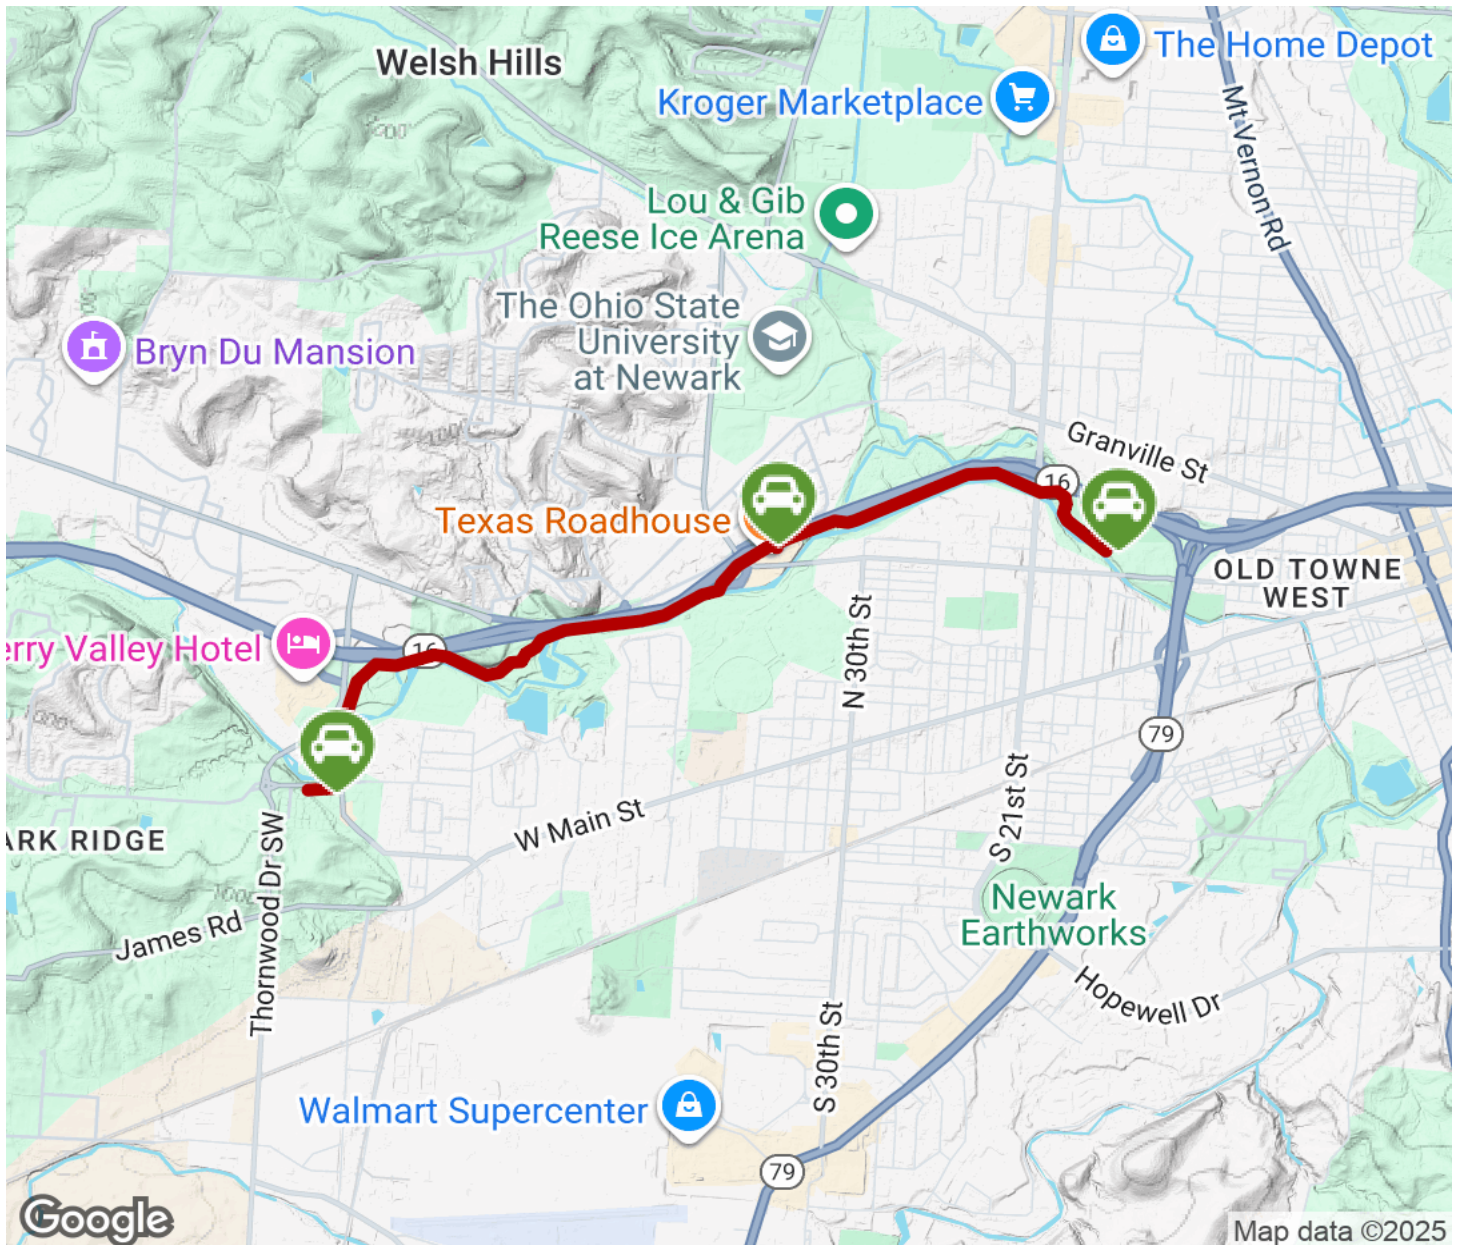 Welsh Hills
The Home Depot
Kroger Marketplace
Mt Vernon Rd
Lou & Gib
Reese Ice Arena
The Ohio State
University
at Newark
Bryn Du Mansion
Granville St
16
Texas Roadhouse
OLD TOWNE
WEST
N 30th St
erry Valley Hotel
16
79
S 21st St
W Main St
ARK RIDGE
Thornwood Dr SW
James Rd
Newark
Earthworks
Hopewell Dr
S 30th St
Walmart Supercenter
79
Google
Map data ©2025